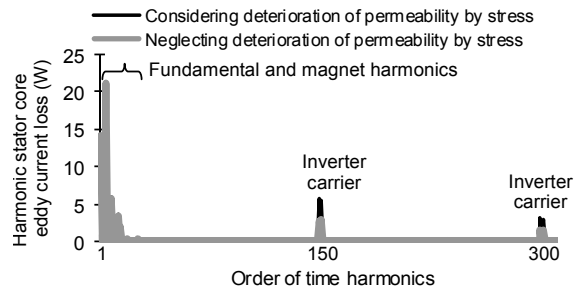 Considering deterioration of permeability by stress
Neglecting deterioration of permeability by stress
Fundamental and magnet harmonics
Harmonic stator core
eddy current loss (W)
25
20
15
10
5
0
Inverter
carrier
Inverter
carrier
1
150
300
Order of time harmonics